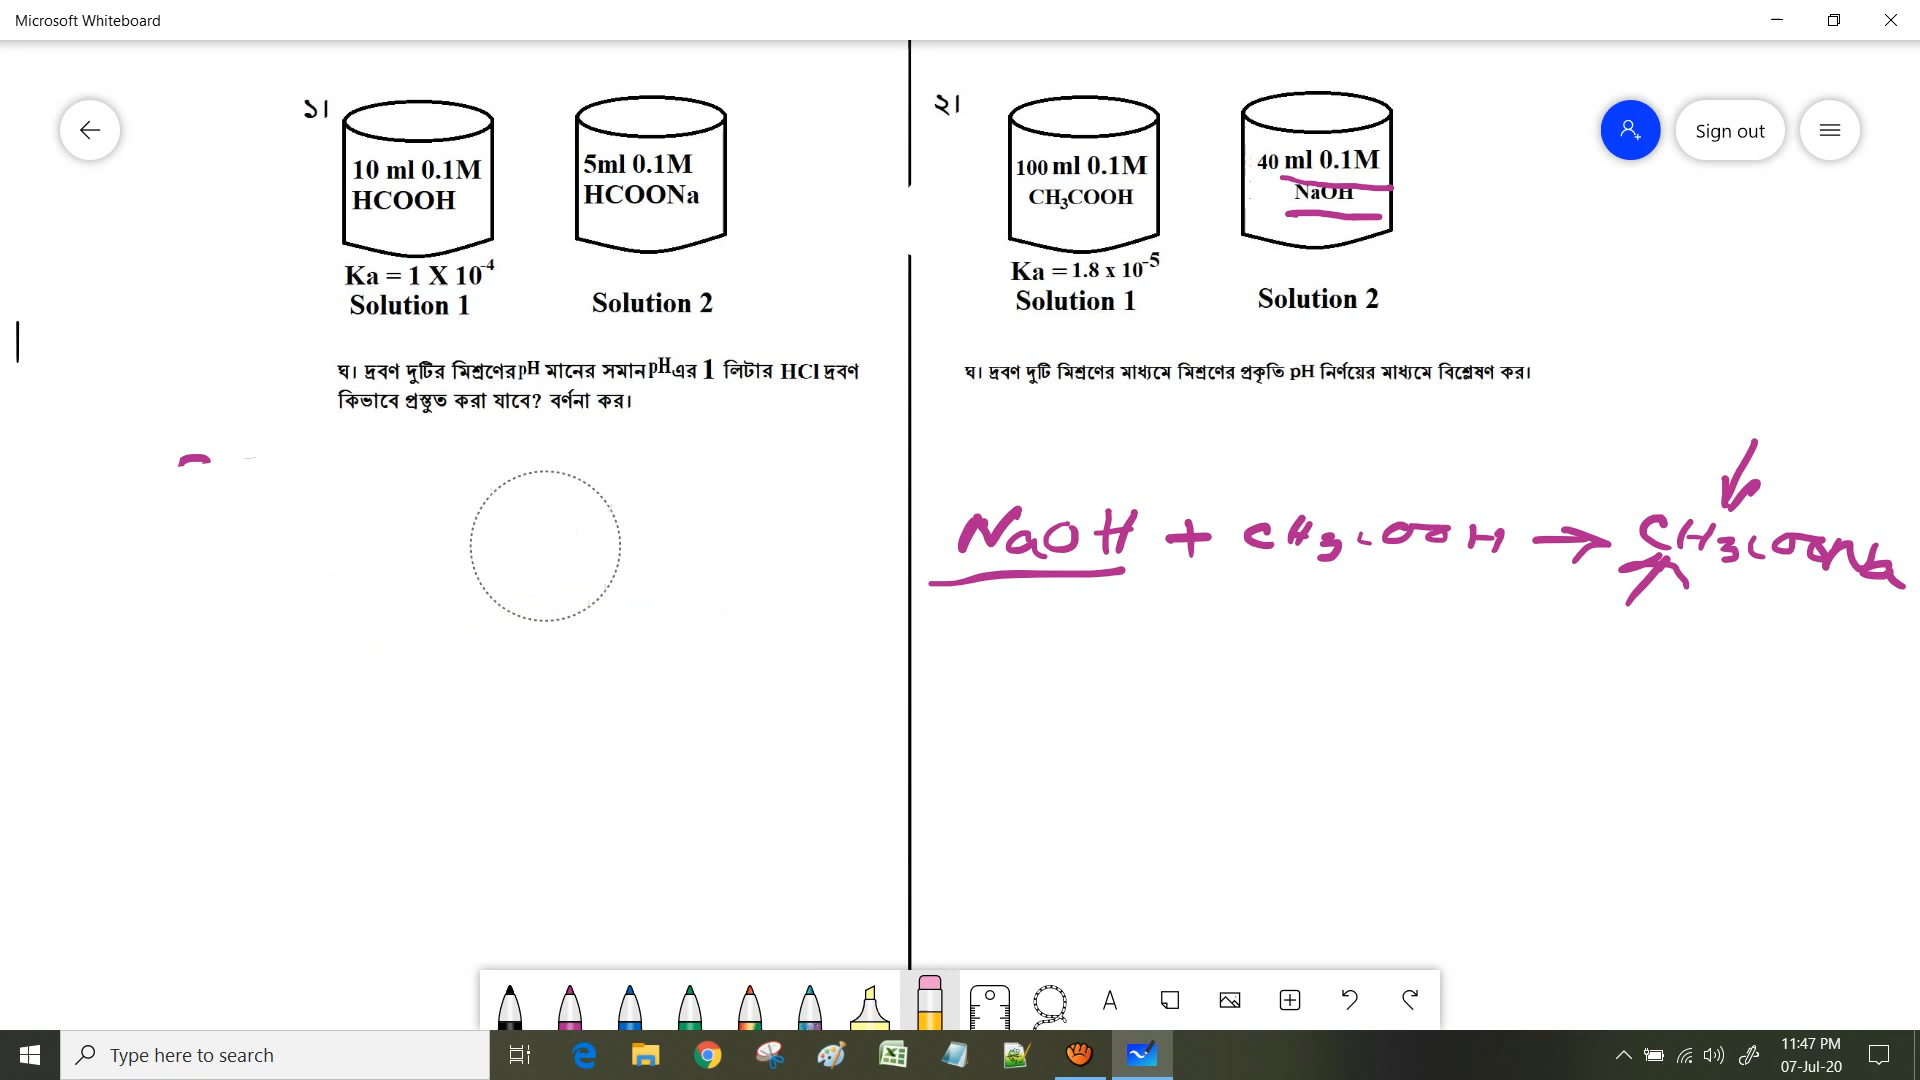 Microsoft Whiteboard
Sign out
১।
10 ml 0.1M
HCOOH
5ml 0.1M
HCOONa
Ka = 1 X 10-4
Solution 1
Solution 2
ঘ। দ্রবণ দুটির মিশ্রণের pH মানের সমান pH এর 1 লিটার HCl দ্রবণ
কিভাবে প্রস্তুত করা যাবে? বর্ণনা কর।
২।
100 ml 0.1M
CH3COOH
40 ml 0.1M
NaOH
Ka = 1.8 x 10-5
Solution 1
Solution 2
ঘ। দ্রবণ দুটি মিশ্রণের মাধ্যমে মিশ্রণের প্রকৃতি pH নির্ণয়ের মাধ্যমে বিশ্লেষণ কর।
NaOH + CH3COOH → CH3COONa
Type here to search
11:47 PM
07-Jul-20